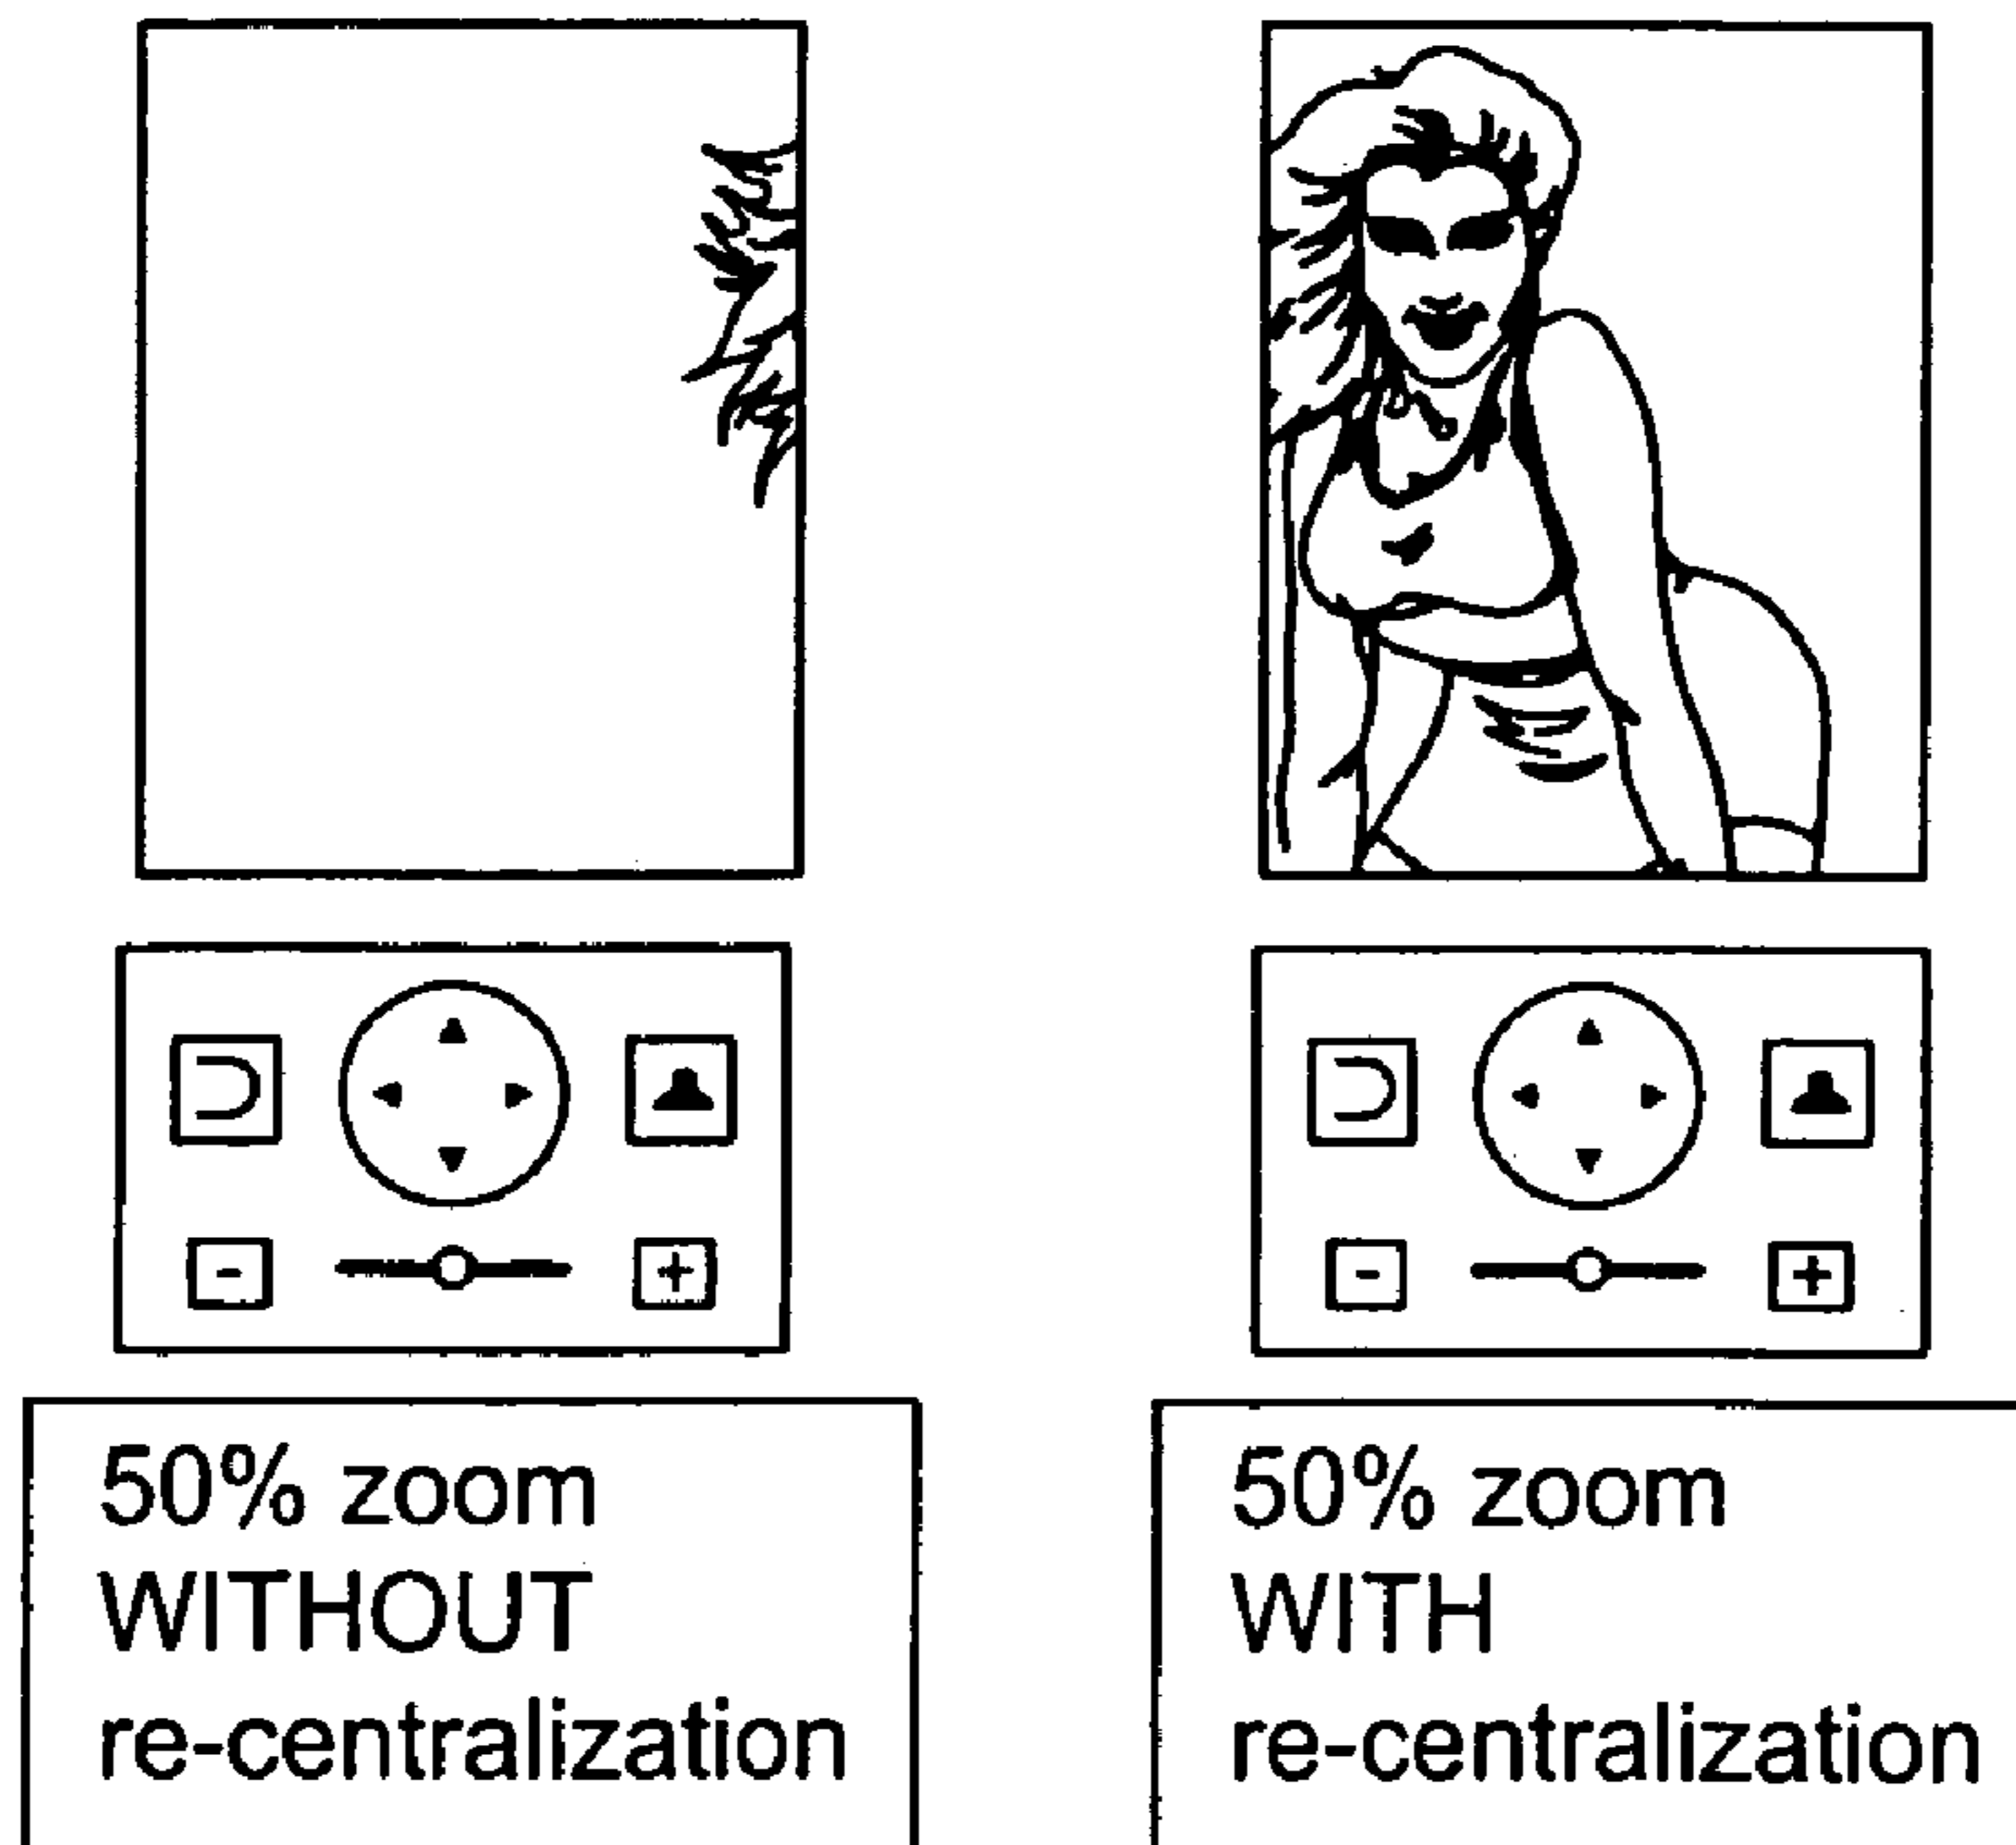 - +
- +
50% zoom
WITHOUT
re-centralization
50% zoom
WITH
re-centralization